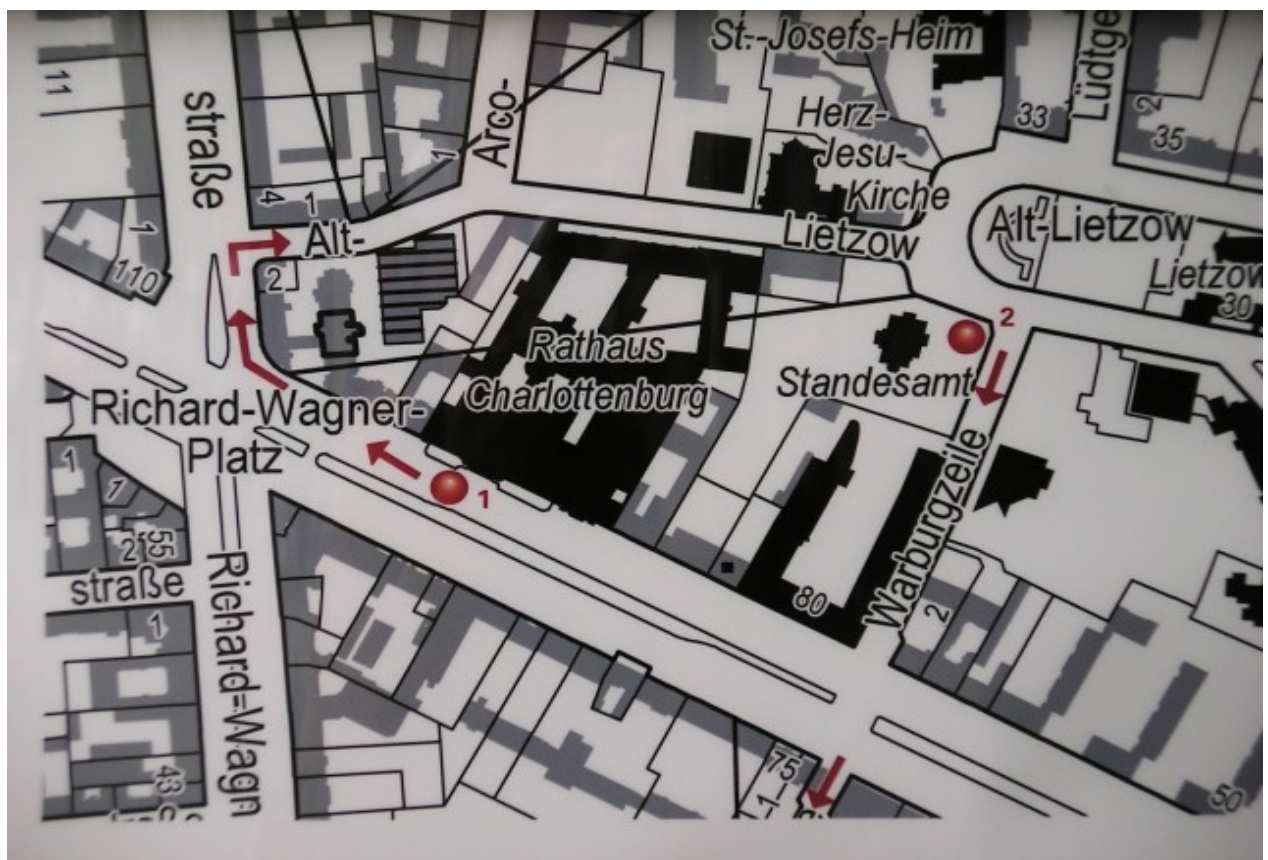 St.-Josefs-Heim
11
straße
Arco-
Lüdtge
2
33
35
Herz-
Jesu-
Kirche
1
4
1
1
110
Alt-
Lietzow
Alt-Lietzow
Lietzow
30
2
2
Rathaus
Charlottenburg
Standesamt
Richard-Wagner-
Platz
1
1
1
2
55
straße
Richard-Wagn
Warburgzeile
80
2
1
43
75
50